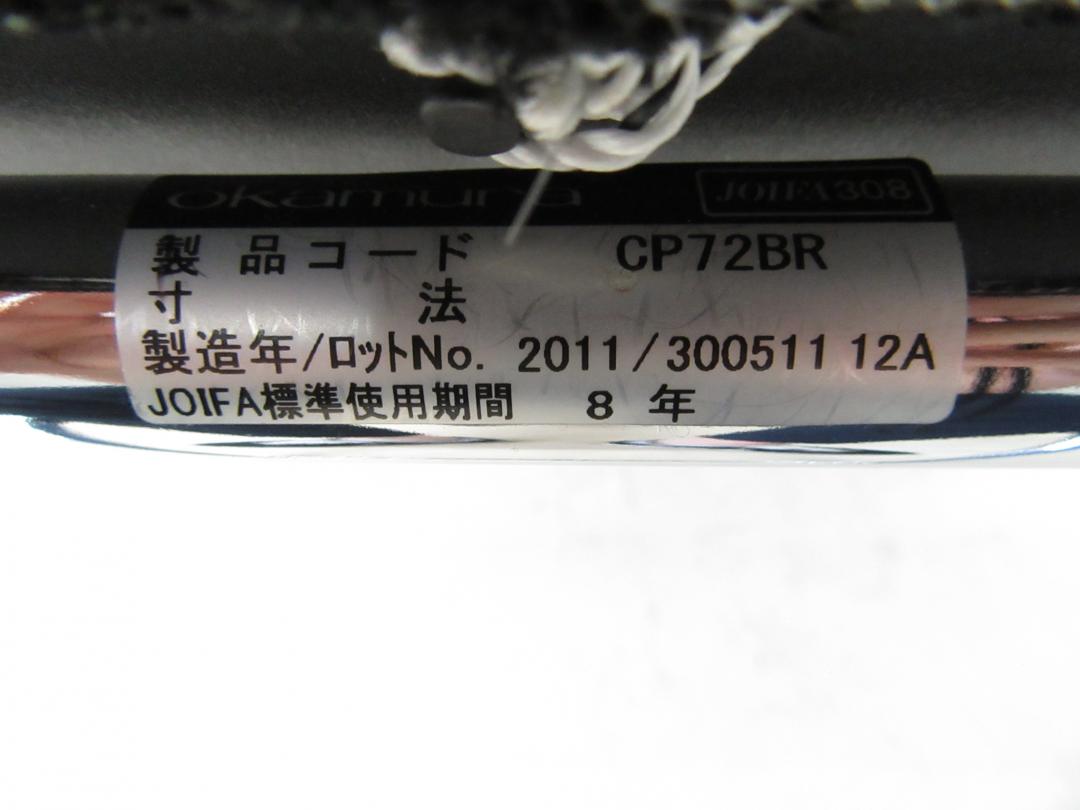 okamura JOIFA308
製品コード CP72BR
寸法
製造年/ロットNo. 2011/300511 12A
JOIFA標準使用期間 8 年